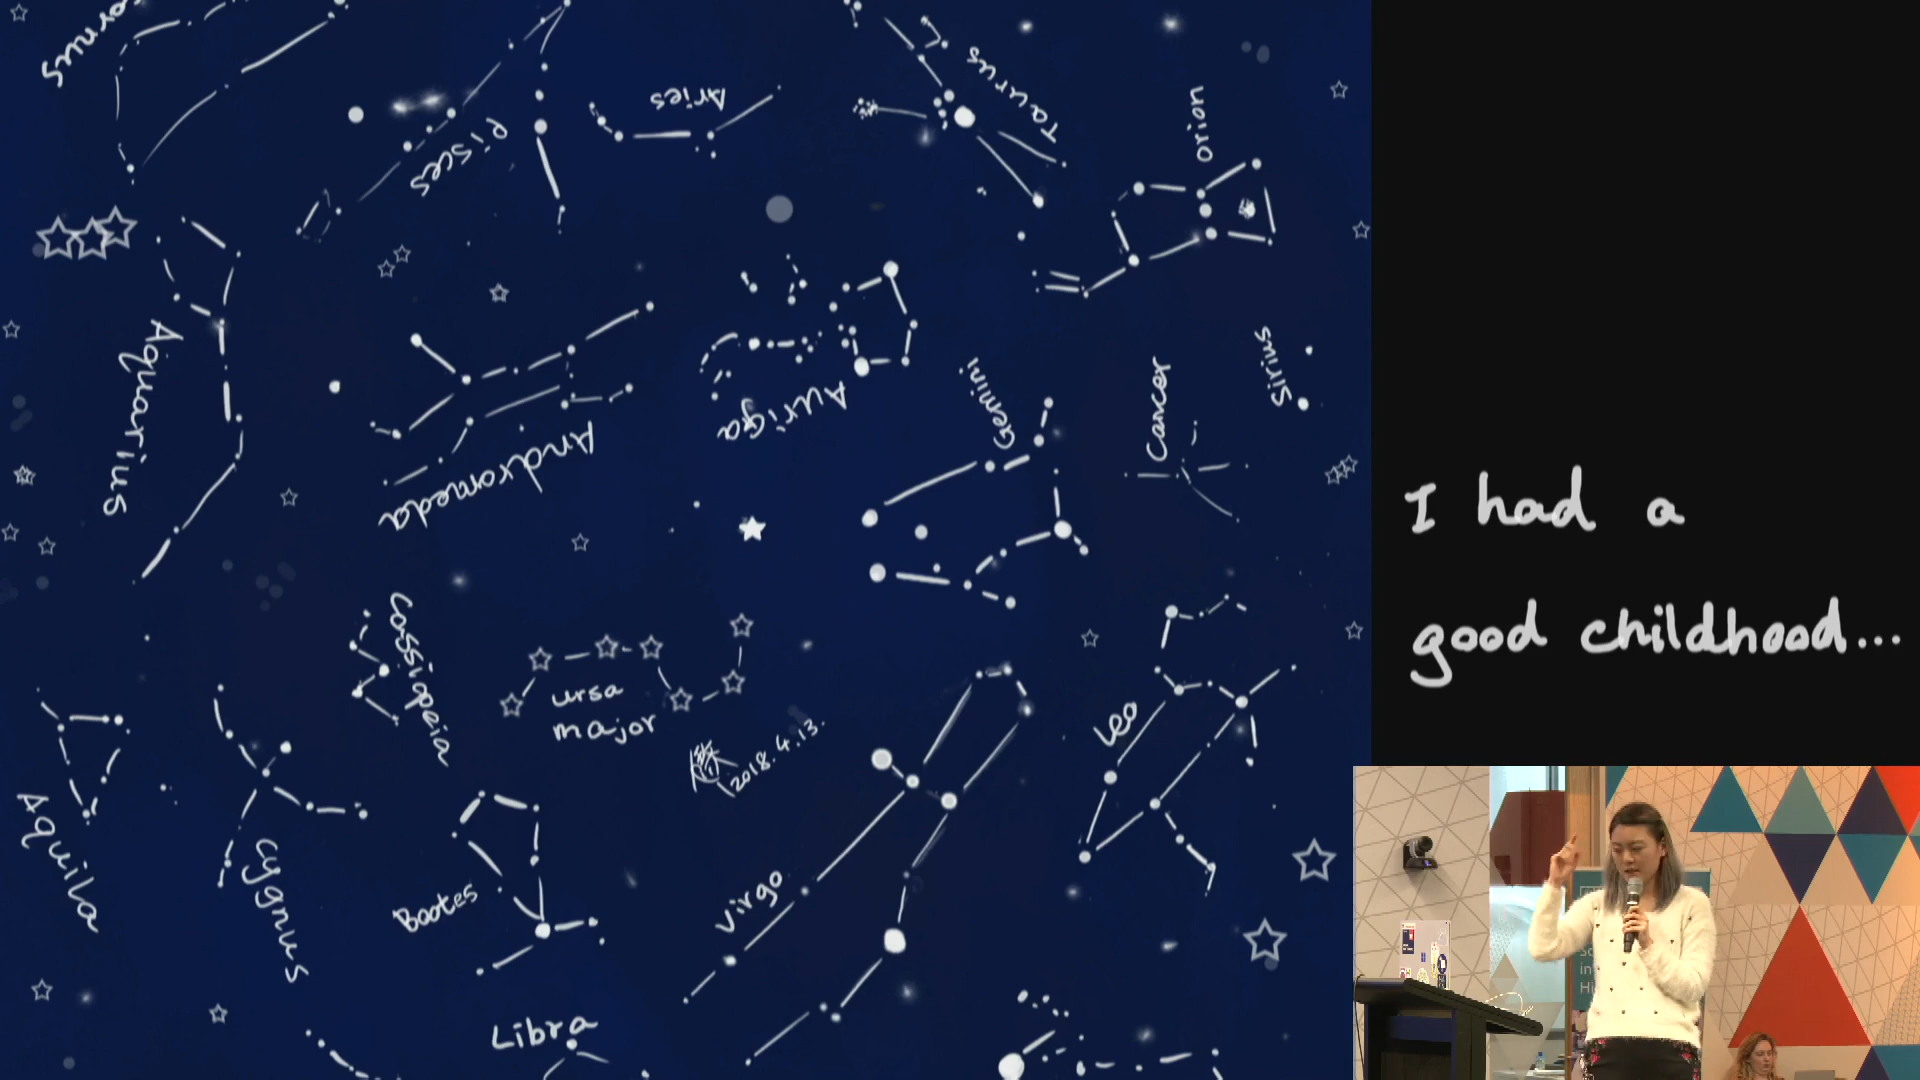 Pisces
Aries
Taurus
Orion
Aquarius
Andromeda
Auriga
Gemini
Cancer
Sirius
I had a
good childhood...
Cassiopeia
ursa
major
2018.4.13.
Leo
Aquila
Cygnus
Bootes
Virgo
Libra